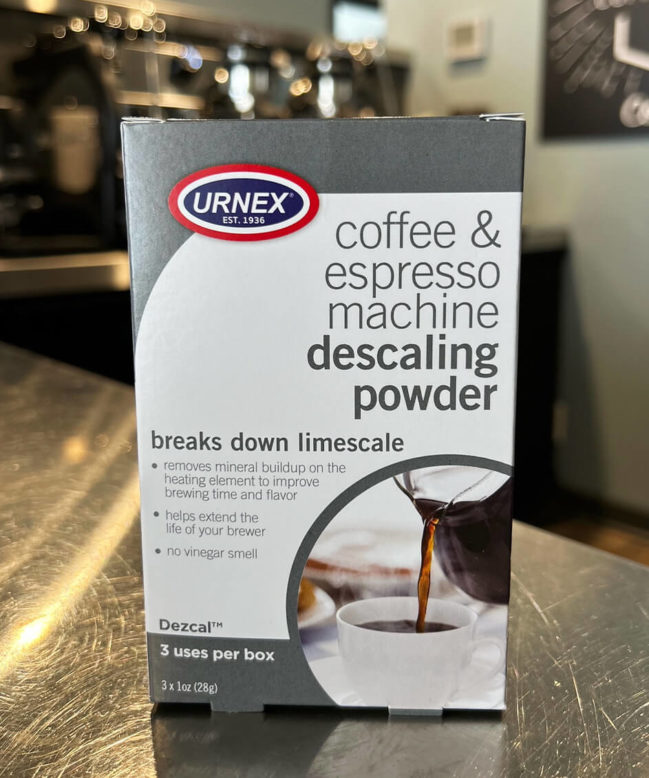 URNEX®
EST. 1936
coffee &
espresso
machine
descaling
powder
breaks down limescale
• removes mineral buildup on the
heating element to improve
brewing time and flavor
• helps extend the
life of your brewer
• no vinegar smell
Dezcal™
3 uses per box
3 x 1oz (28g)